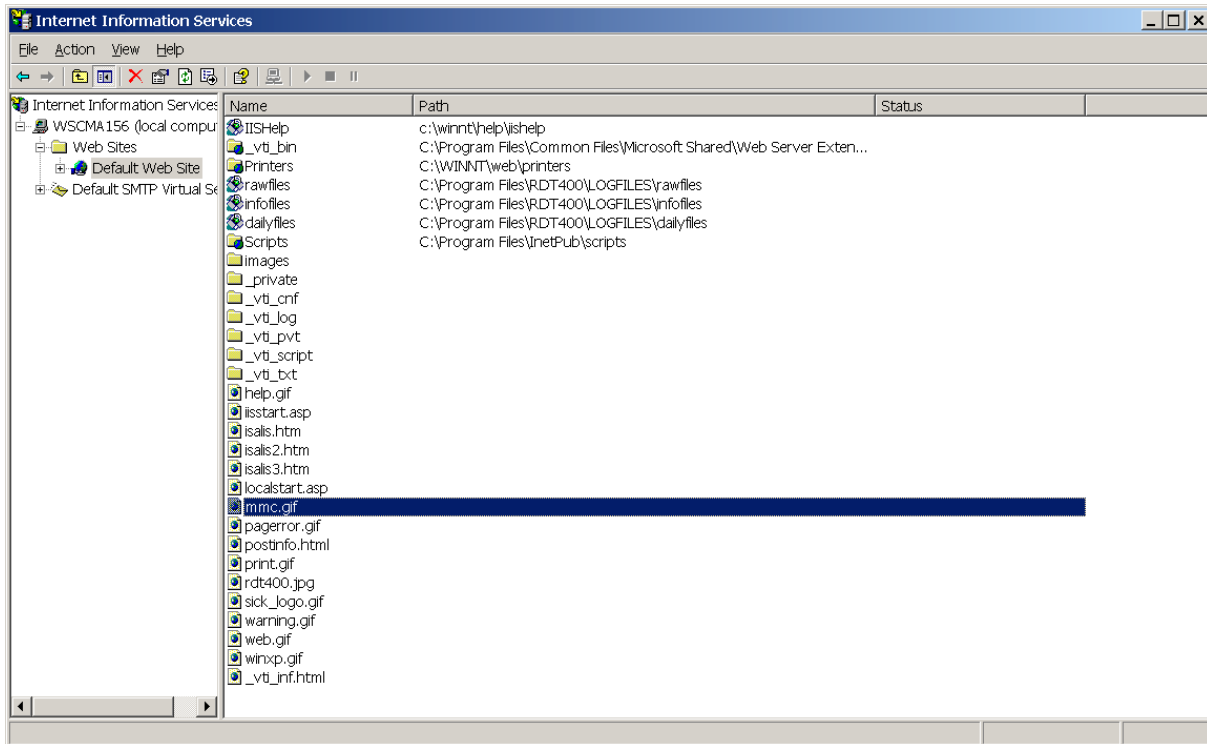 Internet Information Services
File Action View Help
Internet Information Services
WSCMA156 (local compu
Web Sites
Default Web Site
Default SMTP Virtual Se
Name Path Status
IISHelp c:\winnt\help\iishelp
_vti_bin C:\Program Files\Common Files\Microsoft Shared\Web Server Exten...
Printers C:\WINNT\web\printers
rawfiles C:\Program Files\RDT400\LOGFILES\rawfiles
infofiles C:\Program Files\RDT400\LOGFILES\infofiles
dailyfiles C:\Program Files\RDT400\LOGFILES\dailyfiles
Scripts C:\Program Files\InetPub\scripts
images
_private
_vti_cnf
_vti_log
_vti_pvt
_vti_script
_vti_txt
help.gif
iisstart.asp
isalis.htm
isalis2.htm
isalis3.htm
localstart.asp
mmc.gif
pagerror.gif
postinfo.html
print.gif
rdt400.jpg
sick_logo.gif
warning.gif
web.gif
winxp.gif
_vti_inf.html